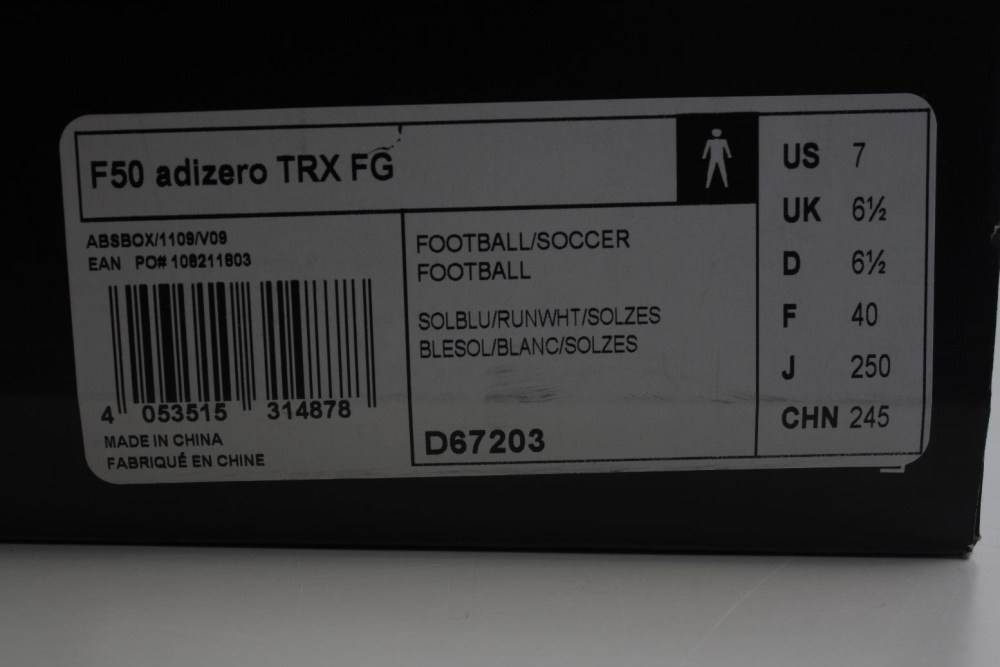 F50 adizero TRX FG
ABSBOX/1109/V09
EAN PO# 108211803
4 053515 314878
MADE IN CHINA
FABRIQUÉ EN CHINE
FOOTBALL/SOCCER
FOOTBALL
SOLBLU/RUNWHT/SOLZES
BLESOL/BLANC/SOLZES
D67203
US 7
UK 6½
D 6½
F 40
J 250
CHN 245